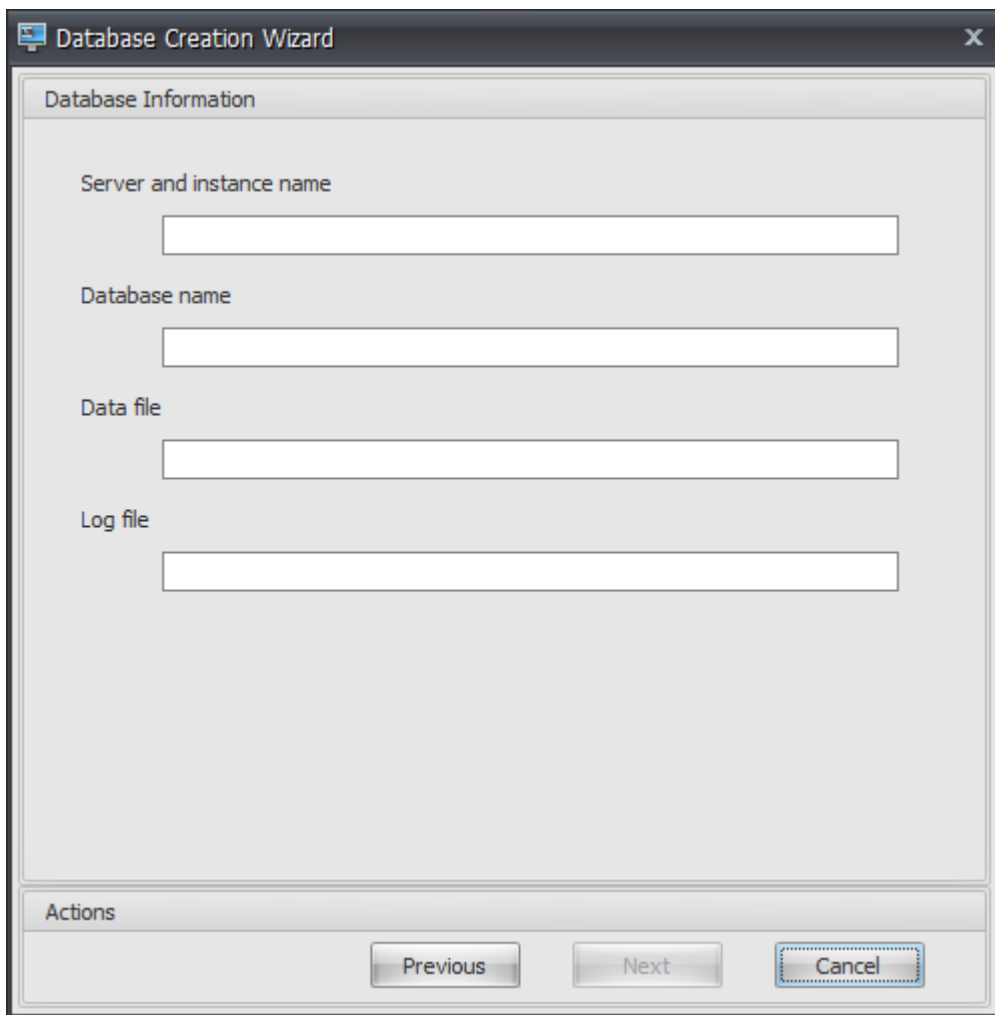 Database Creation Wizard
Database Information
Server and instance name
Database name
Data file
Log file
Actions
Previous Next Cancel